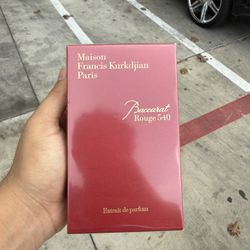 Maison
Francis Kurkdjian
Paris
Baccarat
Rouge 540
Extrait de parfum